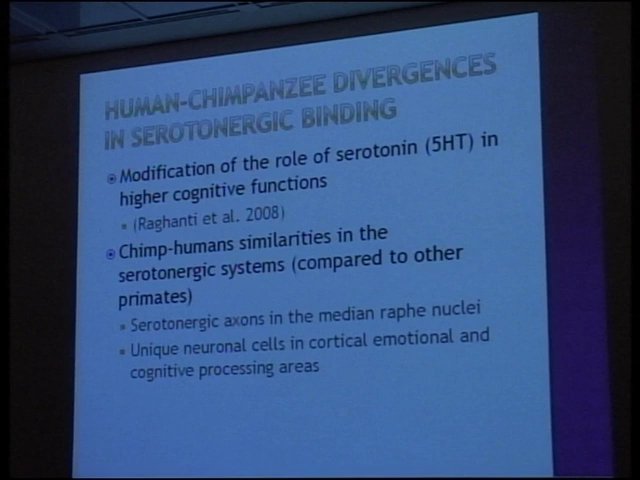 HUMAN-CHIMPANZEE DIVERGENCES
IN SEROTONERGIC BINDING
Modification of the role of serotonin (5HT) in
higher cognitive functions
(Raghanti et al. 2008)
Chimp-humans similarities in the
serotonergic systems (compared to other
primates)
Serotonergic axons in the median raphe nuclei
Unique neuronal cells in cortical emotional and
cognitive processing areas